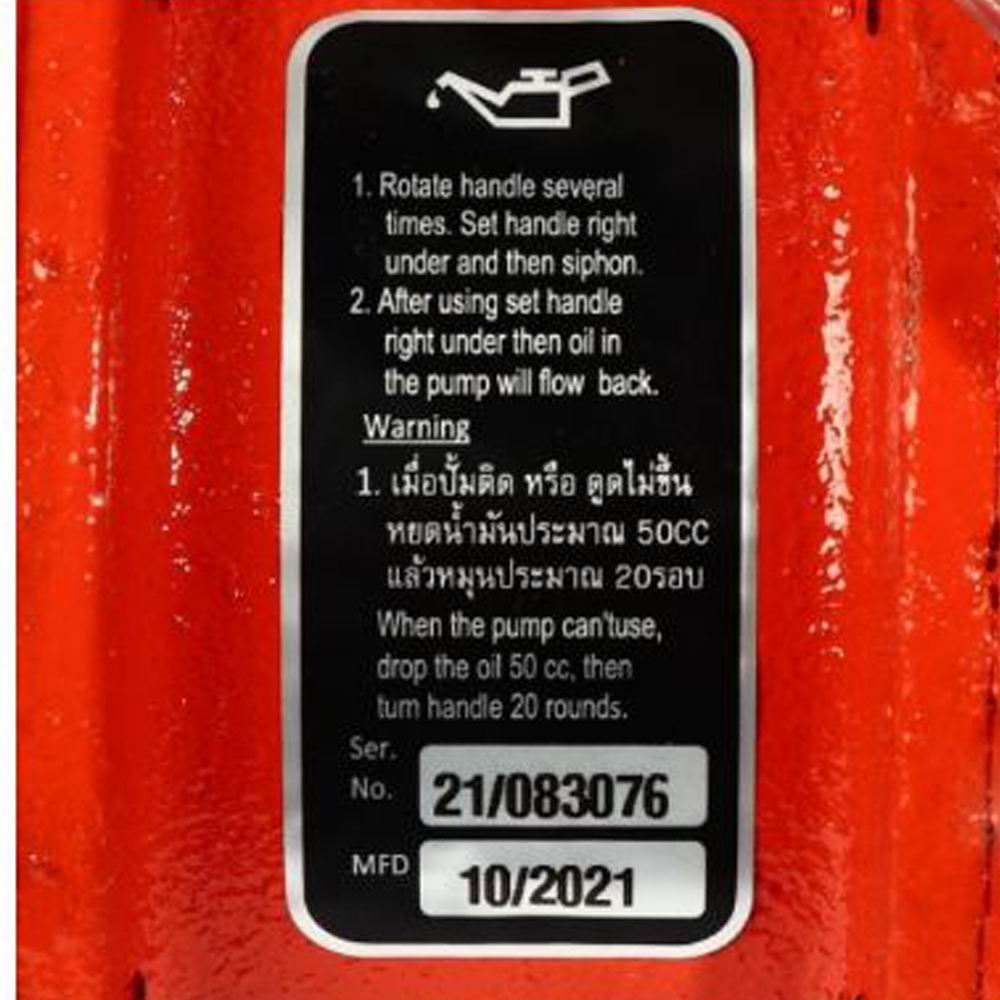 1. Rotate handle several
times. Set handle right
under and then siphon.
2. After using set handle
right under then oil in
the pump will flow back.
Warning
1. เมื่อปั้มติด หรือ ดูดไม่ขึ้น
หยดน้ำมันประมาณ 50CC
แล้วหมุนประมาณ 20รอบ
When the pump can'tuse,
drop the oil 50 cc, then
turn handle 20 rounds.
Ser.
No. 21/083076
MFD 10/2021